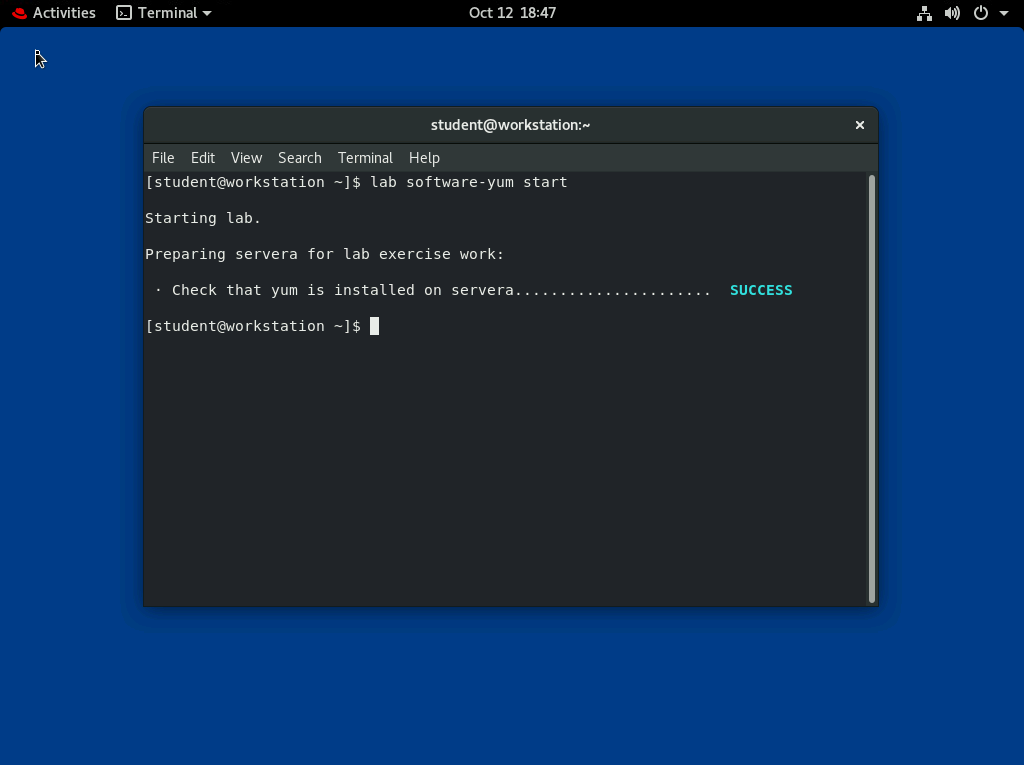 Activities Terminal Oct 12 18:47
student@workstation:~
File Edit View Search Terminal Help
[student@workstation ~]$ lab software-yum start
Starting lab.
Preparing servera for lab exercise work:
· Check that yum is installed on servera...................... SUCCESS
[student@workstation ~]$